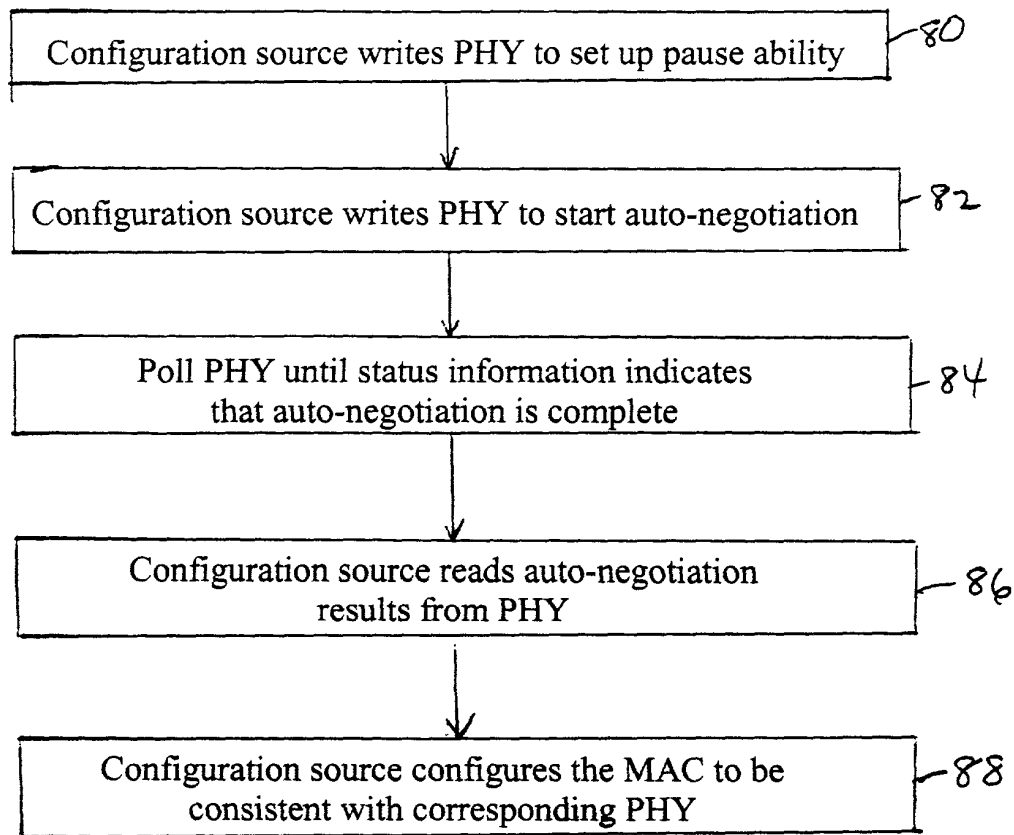 Configuration source writes PHY to set up pause ability
80
Configuration source writes PHY to start auto-negotiation
82
Poll PHY until status information indicates
that auto-negotiation is complete
84
Configuration source reads auto-negotiation
results from PHY
86
Configuration source configures the MAC to be
consistent with corresponding PHY
88